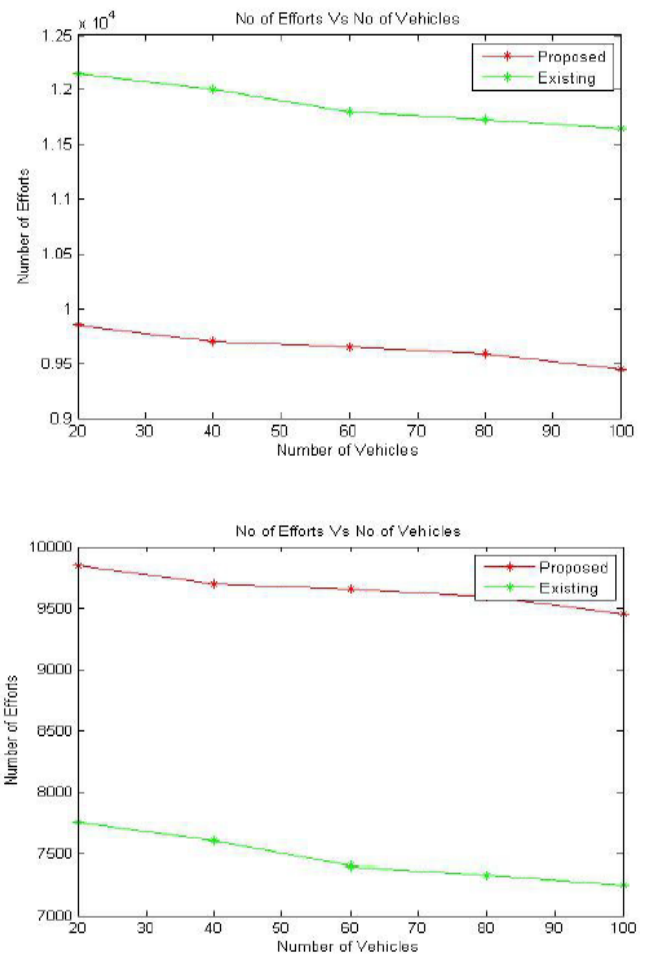 No of Efforts Vs No of Vehicles
x 10^4
1.25
Proposed
Existing
1.2
1.15
1.1
1.05
1
0.95
0.9
Number of Efforts
20 30 40 50 60 70 80 90 100
Number of Vehicles
No of Efforts Vs No of Vehicles
10000
Proposed
Existing
9500
9000
8500
8000
7500
7000
Number of Efforts
20 30 40 50 60 70 80 90 100
Number of Vehicles